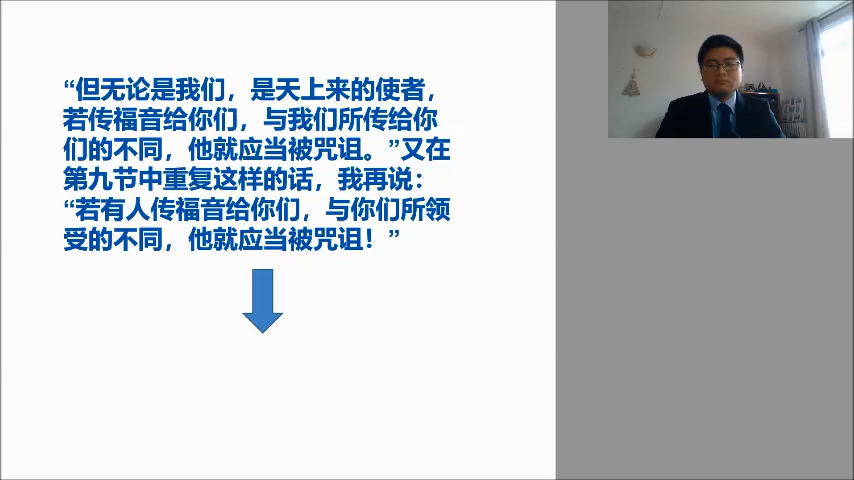 “但无论是我们，是天上来的使者，
若传福音给你们，与我们所传给你
们的不同，他就应当被咒诅。”又在
第九节中重复这样的话，我再说：
“若有人传福音给你们，与你们所领
受的不同，他就应当被咒诅！”